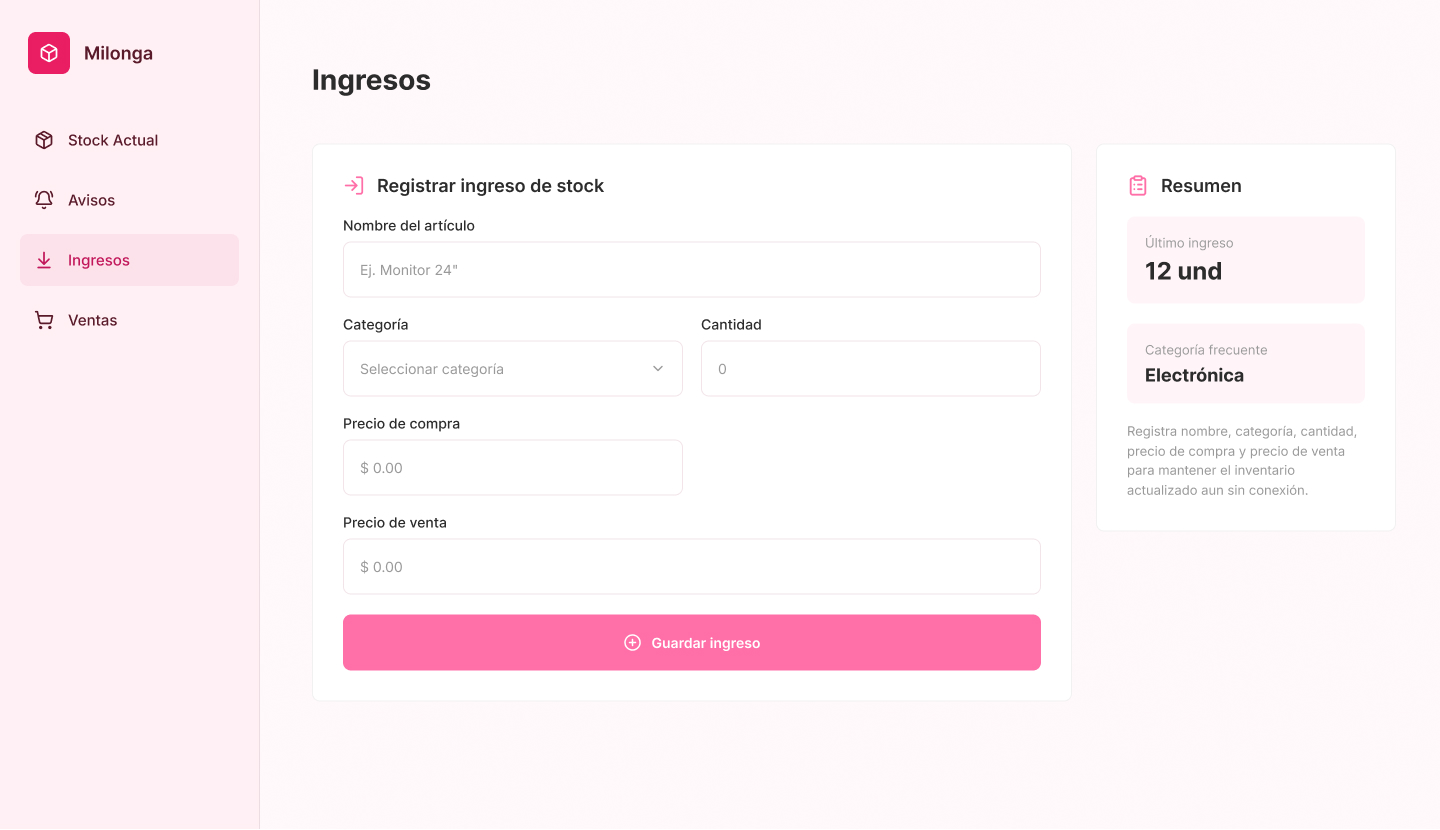 Milonga
Stock Actual
Avisos
Ingresos
Ventas
Ingresos
Registrar ingreso de stock
Nombre del artículo
Ej. Monitor 24"
Categoría
Cantidad
Seleccionar categoría
0
Precio de compra
$ 0.00
Precio de venta
$ 0.00
Guardar ingreso
Resumen
Último ingreso
12 und
Categoría frecuente
Electrónica
Registra nombre, categoría, cantidad,
precio de compra y precio de venta
para mantener el inventario
actualizado aun sin conexión.